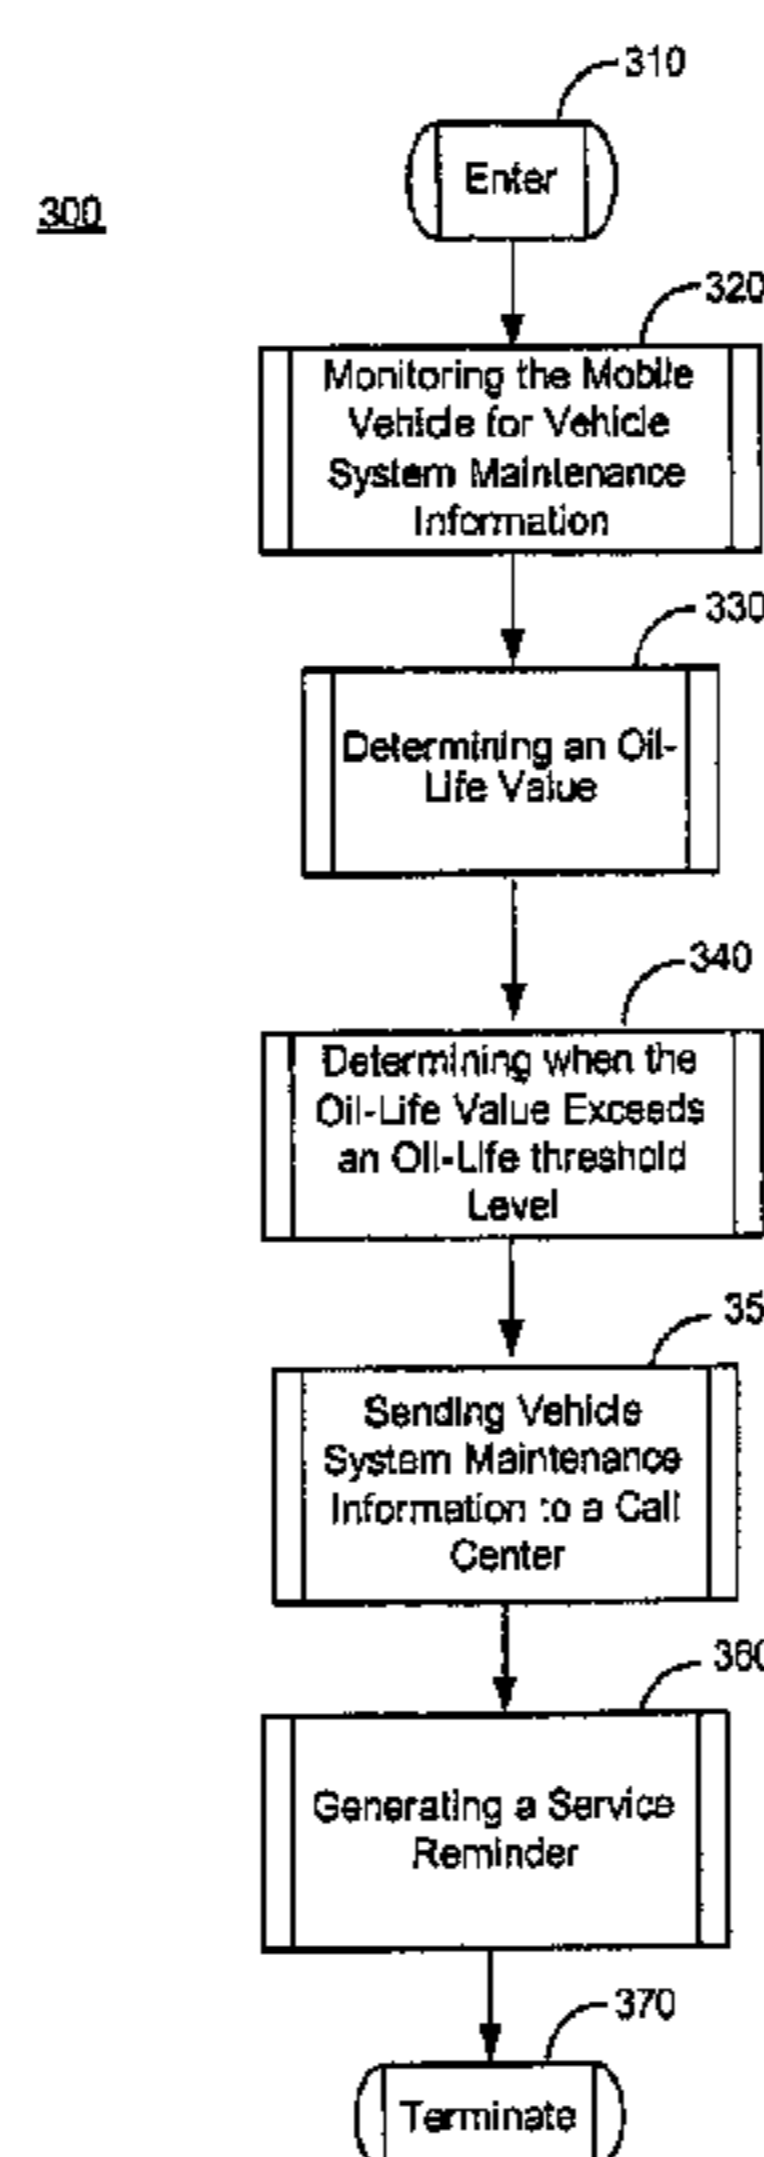 310
Enter
300
320
Monitoring the Mobile
Vehicle for Vehicle
System Maintenance
Information
330
Determining an Oil-
Life Value
340
Determining when the
Oil-Life Value Exceeds
an Oil-Life threshold
Level
35
Sending Vehicle
System Maintenance
Information to a Call
Center
360
Generating a Service
Reminder
370
Terminate